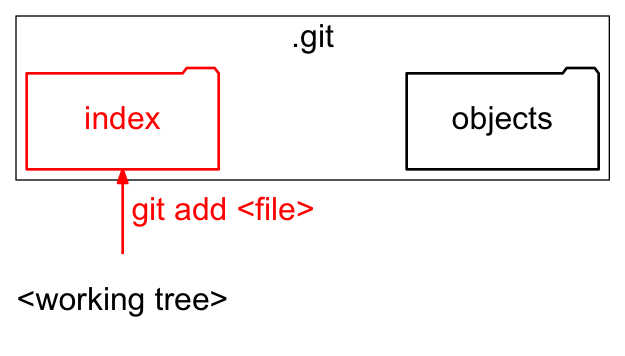 .git
index
objects
git add <file>
<working tree>